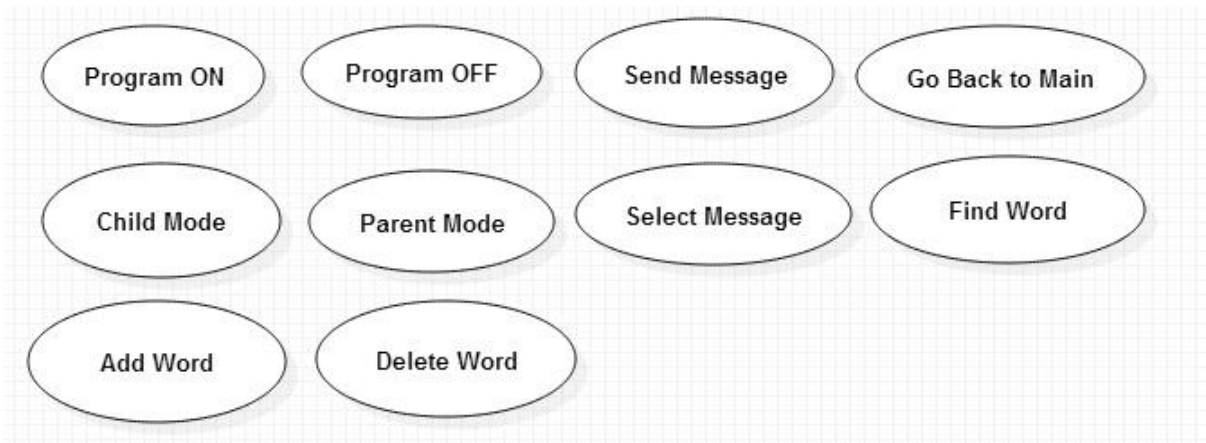 Program ON
Program OFF
Send Message
Go Back to Main
Child Mode
Parent Mode
Select Message
Find Word
Add Word
Delete Word